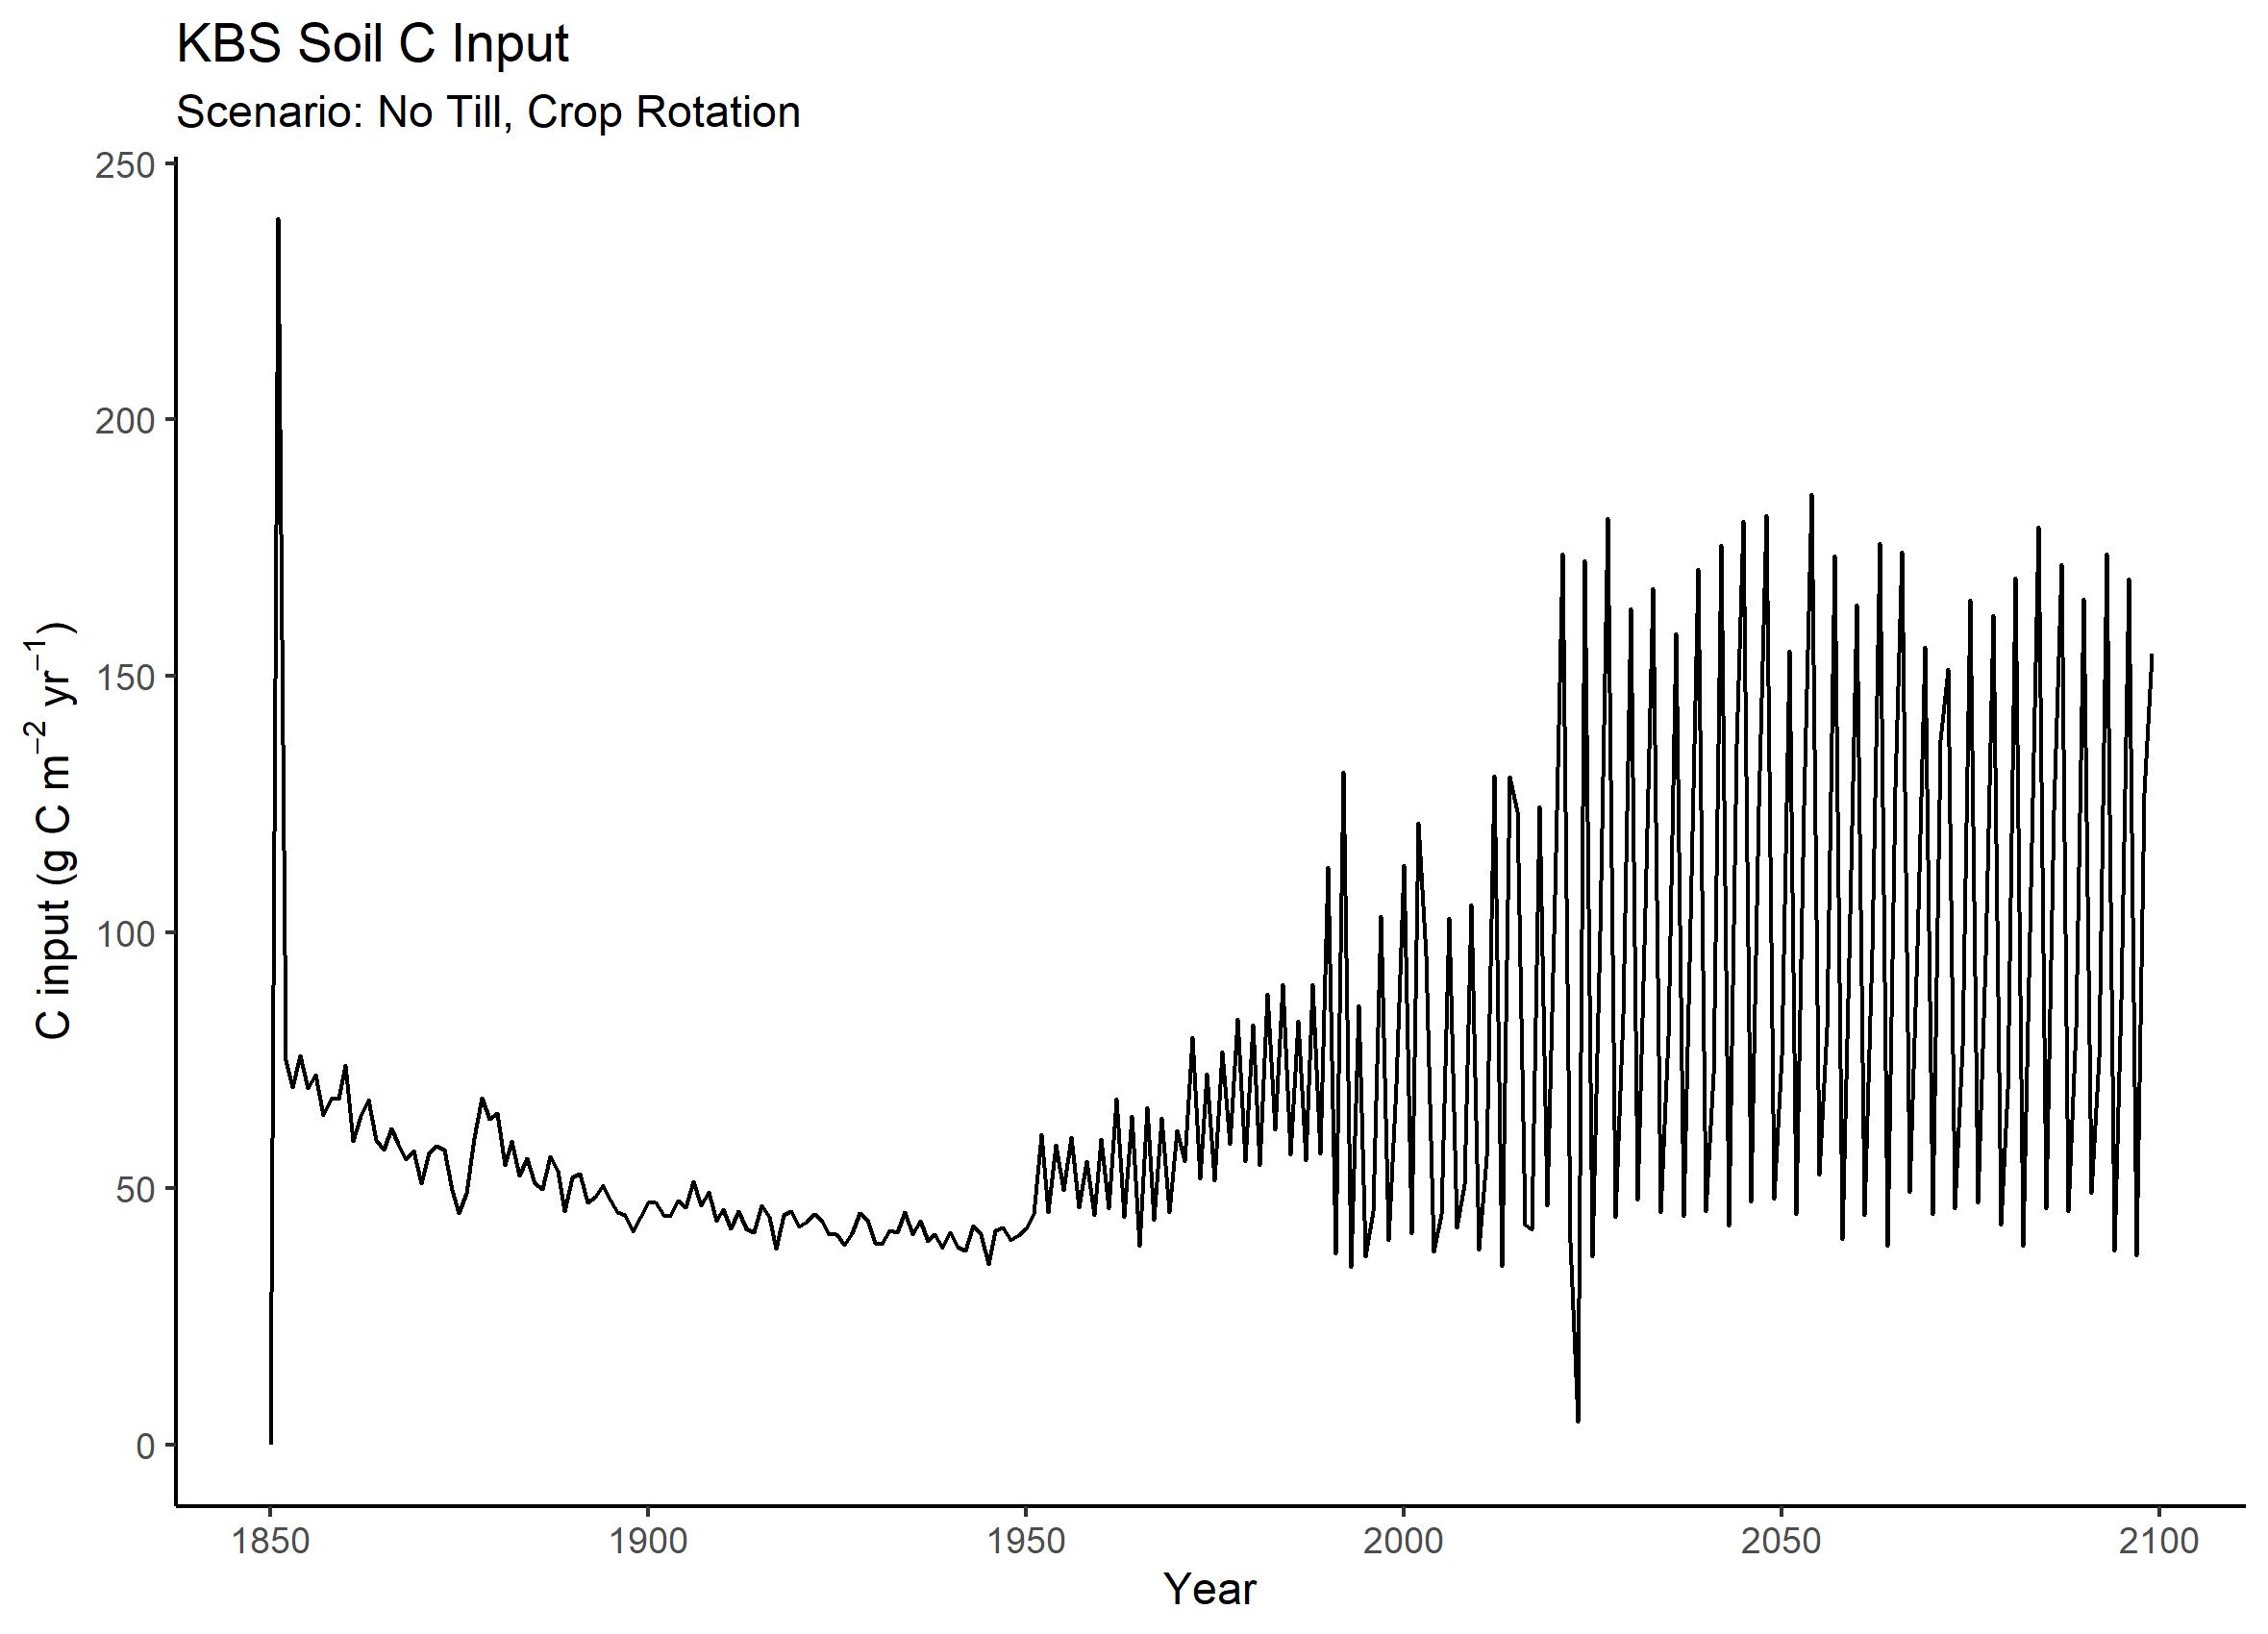 KBS Soil C Input
Scenario: No Till, Crop Rotation
250
200
150
100
50
0
C input (g C m⁻² yr⁻¹)
1850 1900 1950 2000 2050 2100
Year